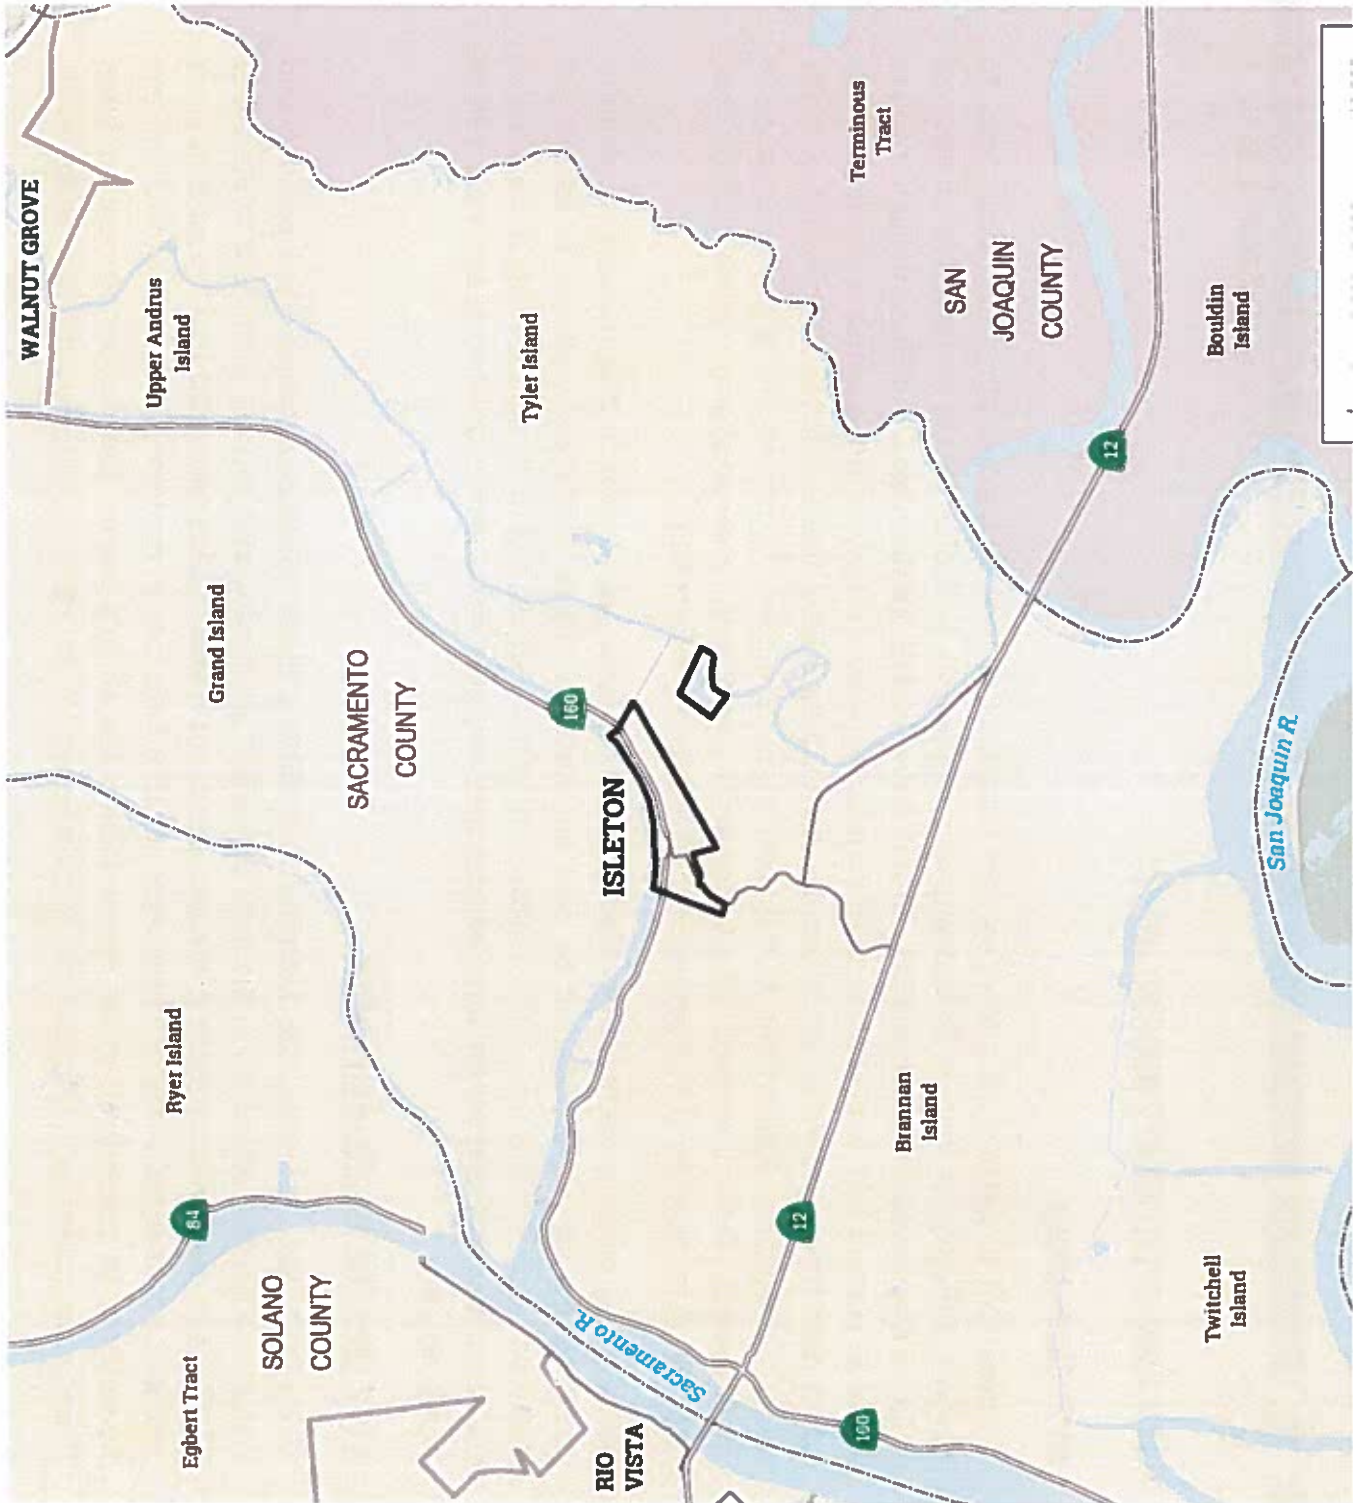 WALNUT GROVE
Upper Andrus
Island
Ryer Island
Egbert Tract
84
Grand Island
SOLANO
COUNTY
SACRAMENTO
COUNTY
Tyler Island
160
RIO
VISTA
ISLETON
Sacramento R.
12
160
Terminous
Tract
Brannan
Island
SAN
JOAQUIN
COUNTY
12
Twitchell
Island
Bouldin
Island
San Joaquin R.